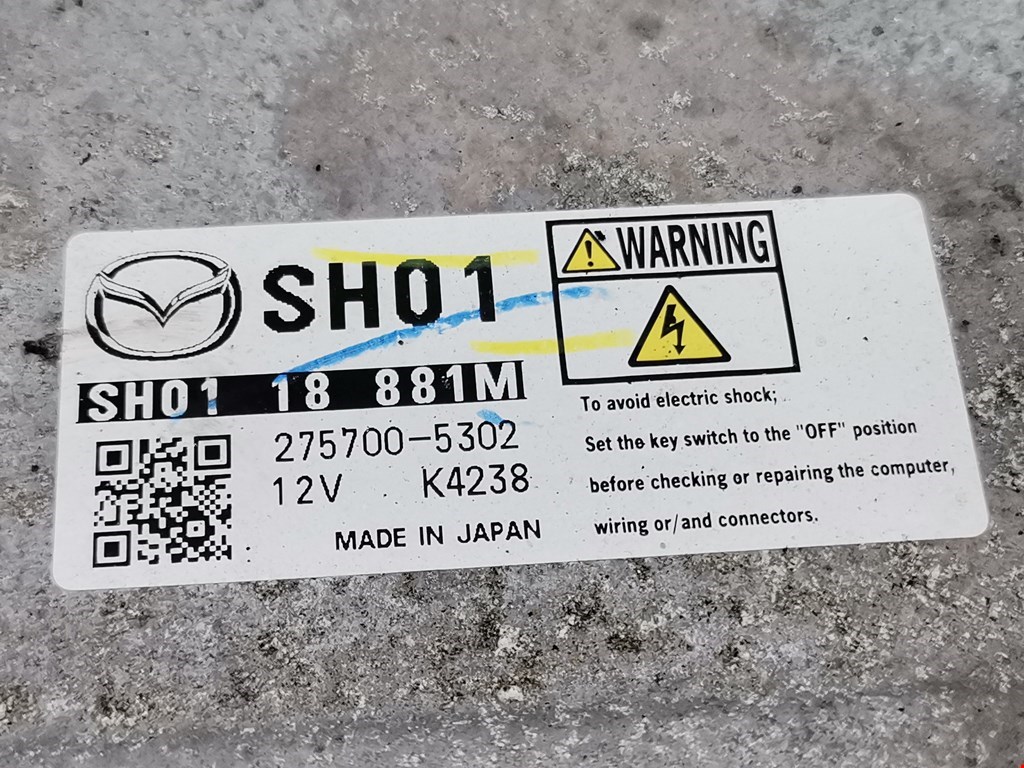 SH01
SH01 18 881M
275700-5302
12V K4238
MADE IN JAPAN
WARNING
To avoid electric shock;
Set the key switch to the "OFF" position
before checking or repairing the computer,
wiring or/and connectors.